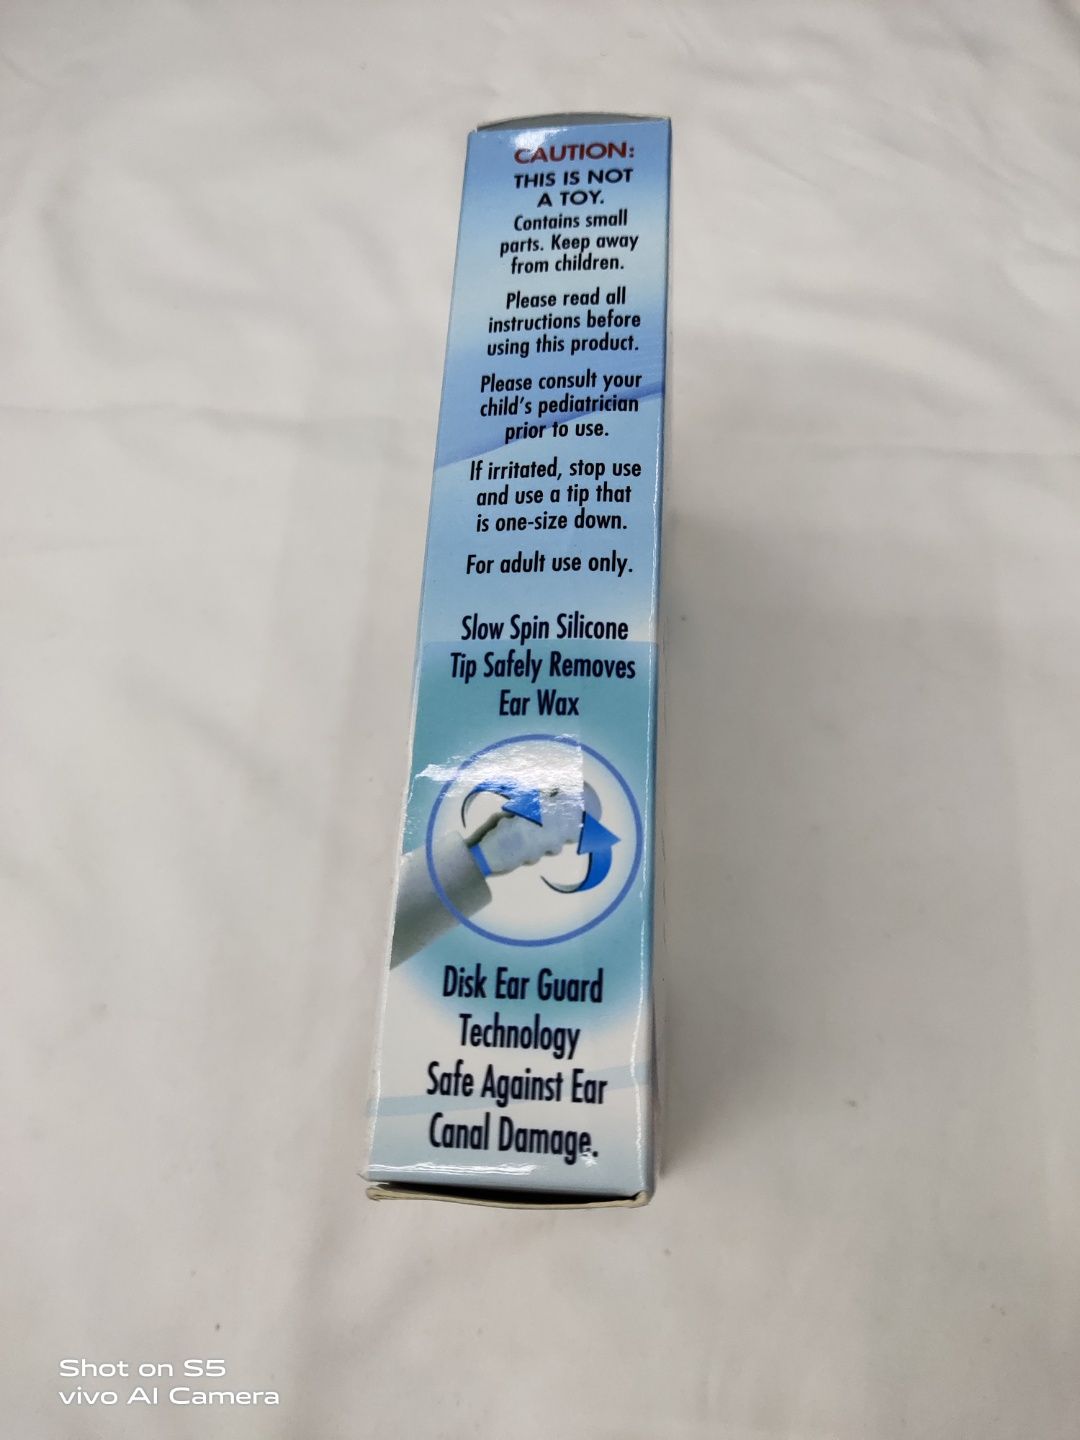 CAUTION:
THIS IS NOT
A TOY.
Contains small
parts. Keep away
from children.
Please read all
instructions before
using this product.
Please consult your
child's pediatrician
prior to use.
If irritated, stop use
and use a tip that
is one-size down.
For adult use only.
Slow Spin Silicone
Tip Safely Removes
Ear Wax
Disk Ear Guard
Technology
Safe Against Ear
Canal Damage.
Shot on S5
vivo AI Camera